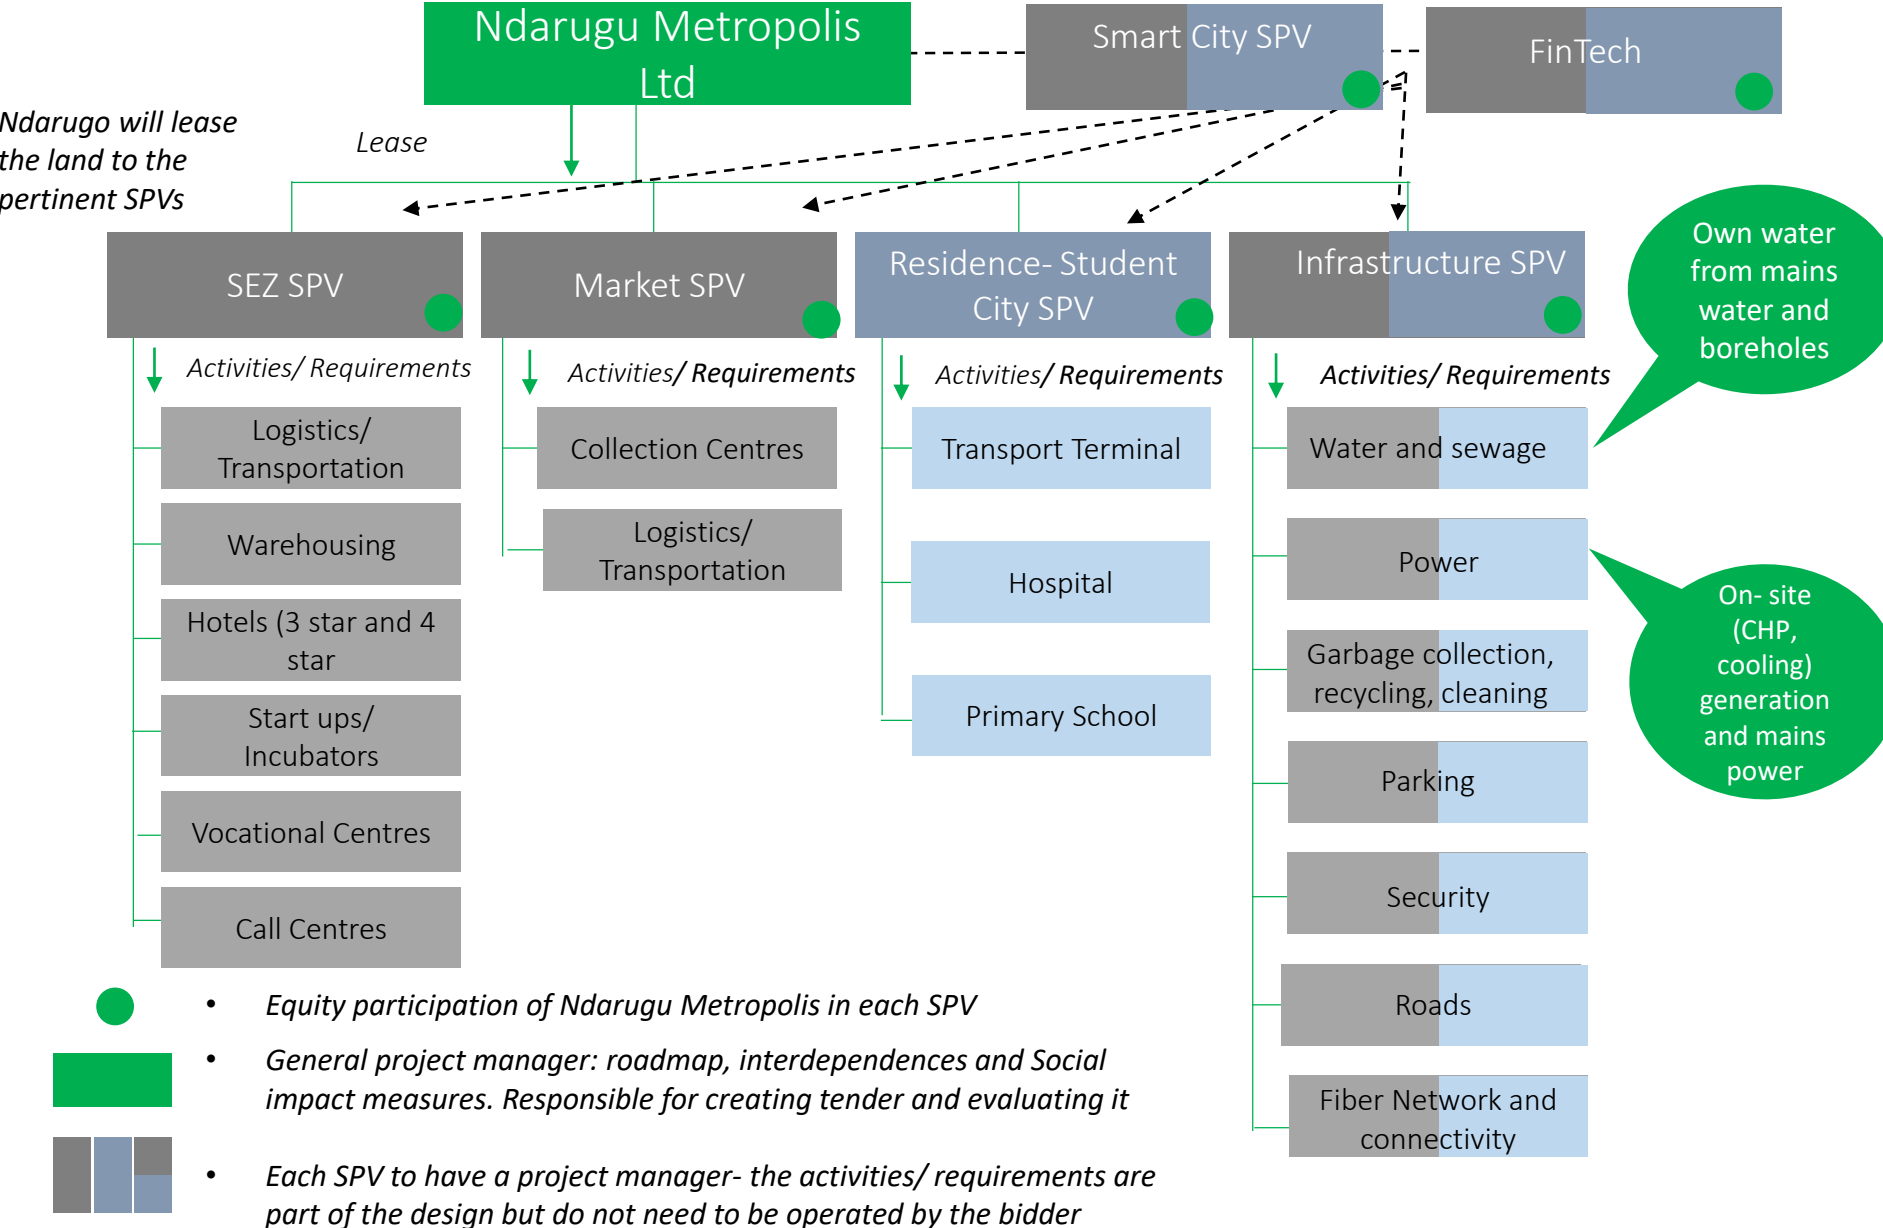 Ndarugu Metropolis
Ltd
Smart City SPV
FinTech
Ndarugo will lease
the land to the
pertinent SPVs
Lease
SEZ SPV
Market SPV
Residence- Student
City SPV
Infrastructure SPV
Own water
from mains
water and
boreholes
Activities/ Requirements
Activities/ Requirements
Activities/ Requirements
Activities/ Requirements
Logistics/
Transportation
Warehousing
Hotels (3 star and 4
star
Start ups/
Incubators
Vocational Centres
Call Centres
Collection Centres
Logistics/
Transportation
Transport Terminal
Hospital
Primary School
Water and sewage
Power
Garbage collection,
recycling, cleaning
Parking
Security
Roads
Fiber Network and
connectivity
On- site
(CHP,
cooling)
generation
and mains
power
• Equity participation of Ndarugu Metropolis in each SPV
• General project manager: roadmap, interdependences and Social
impact measures. Responsible for creating tender and evaluating it
• Each SPV to have a project manager- the activities/ requirements are
part of the design but do not need to be operated by the bidder